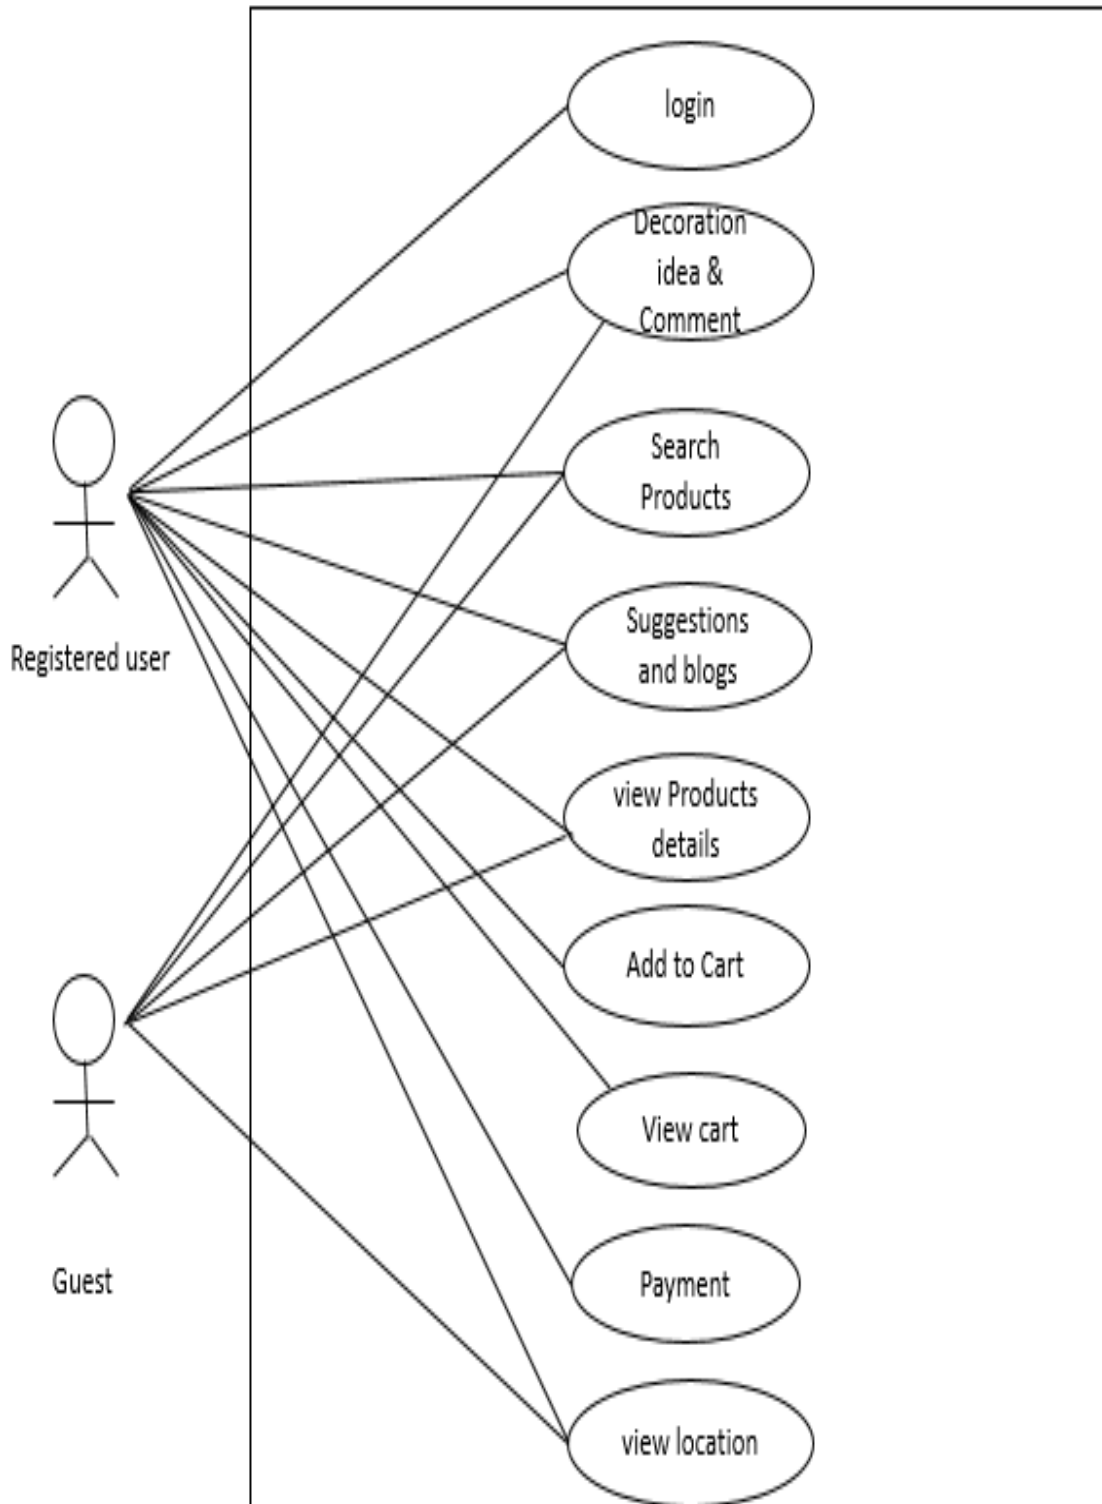 login
Decoration
idea &
Comment
Search
Products
Registered user
Suggestions
and blogs
view Products
details
Add to Cart
View cart
Guest
Payment
view location